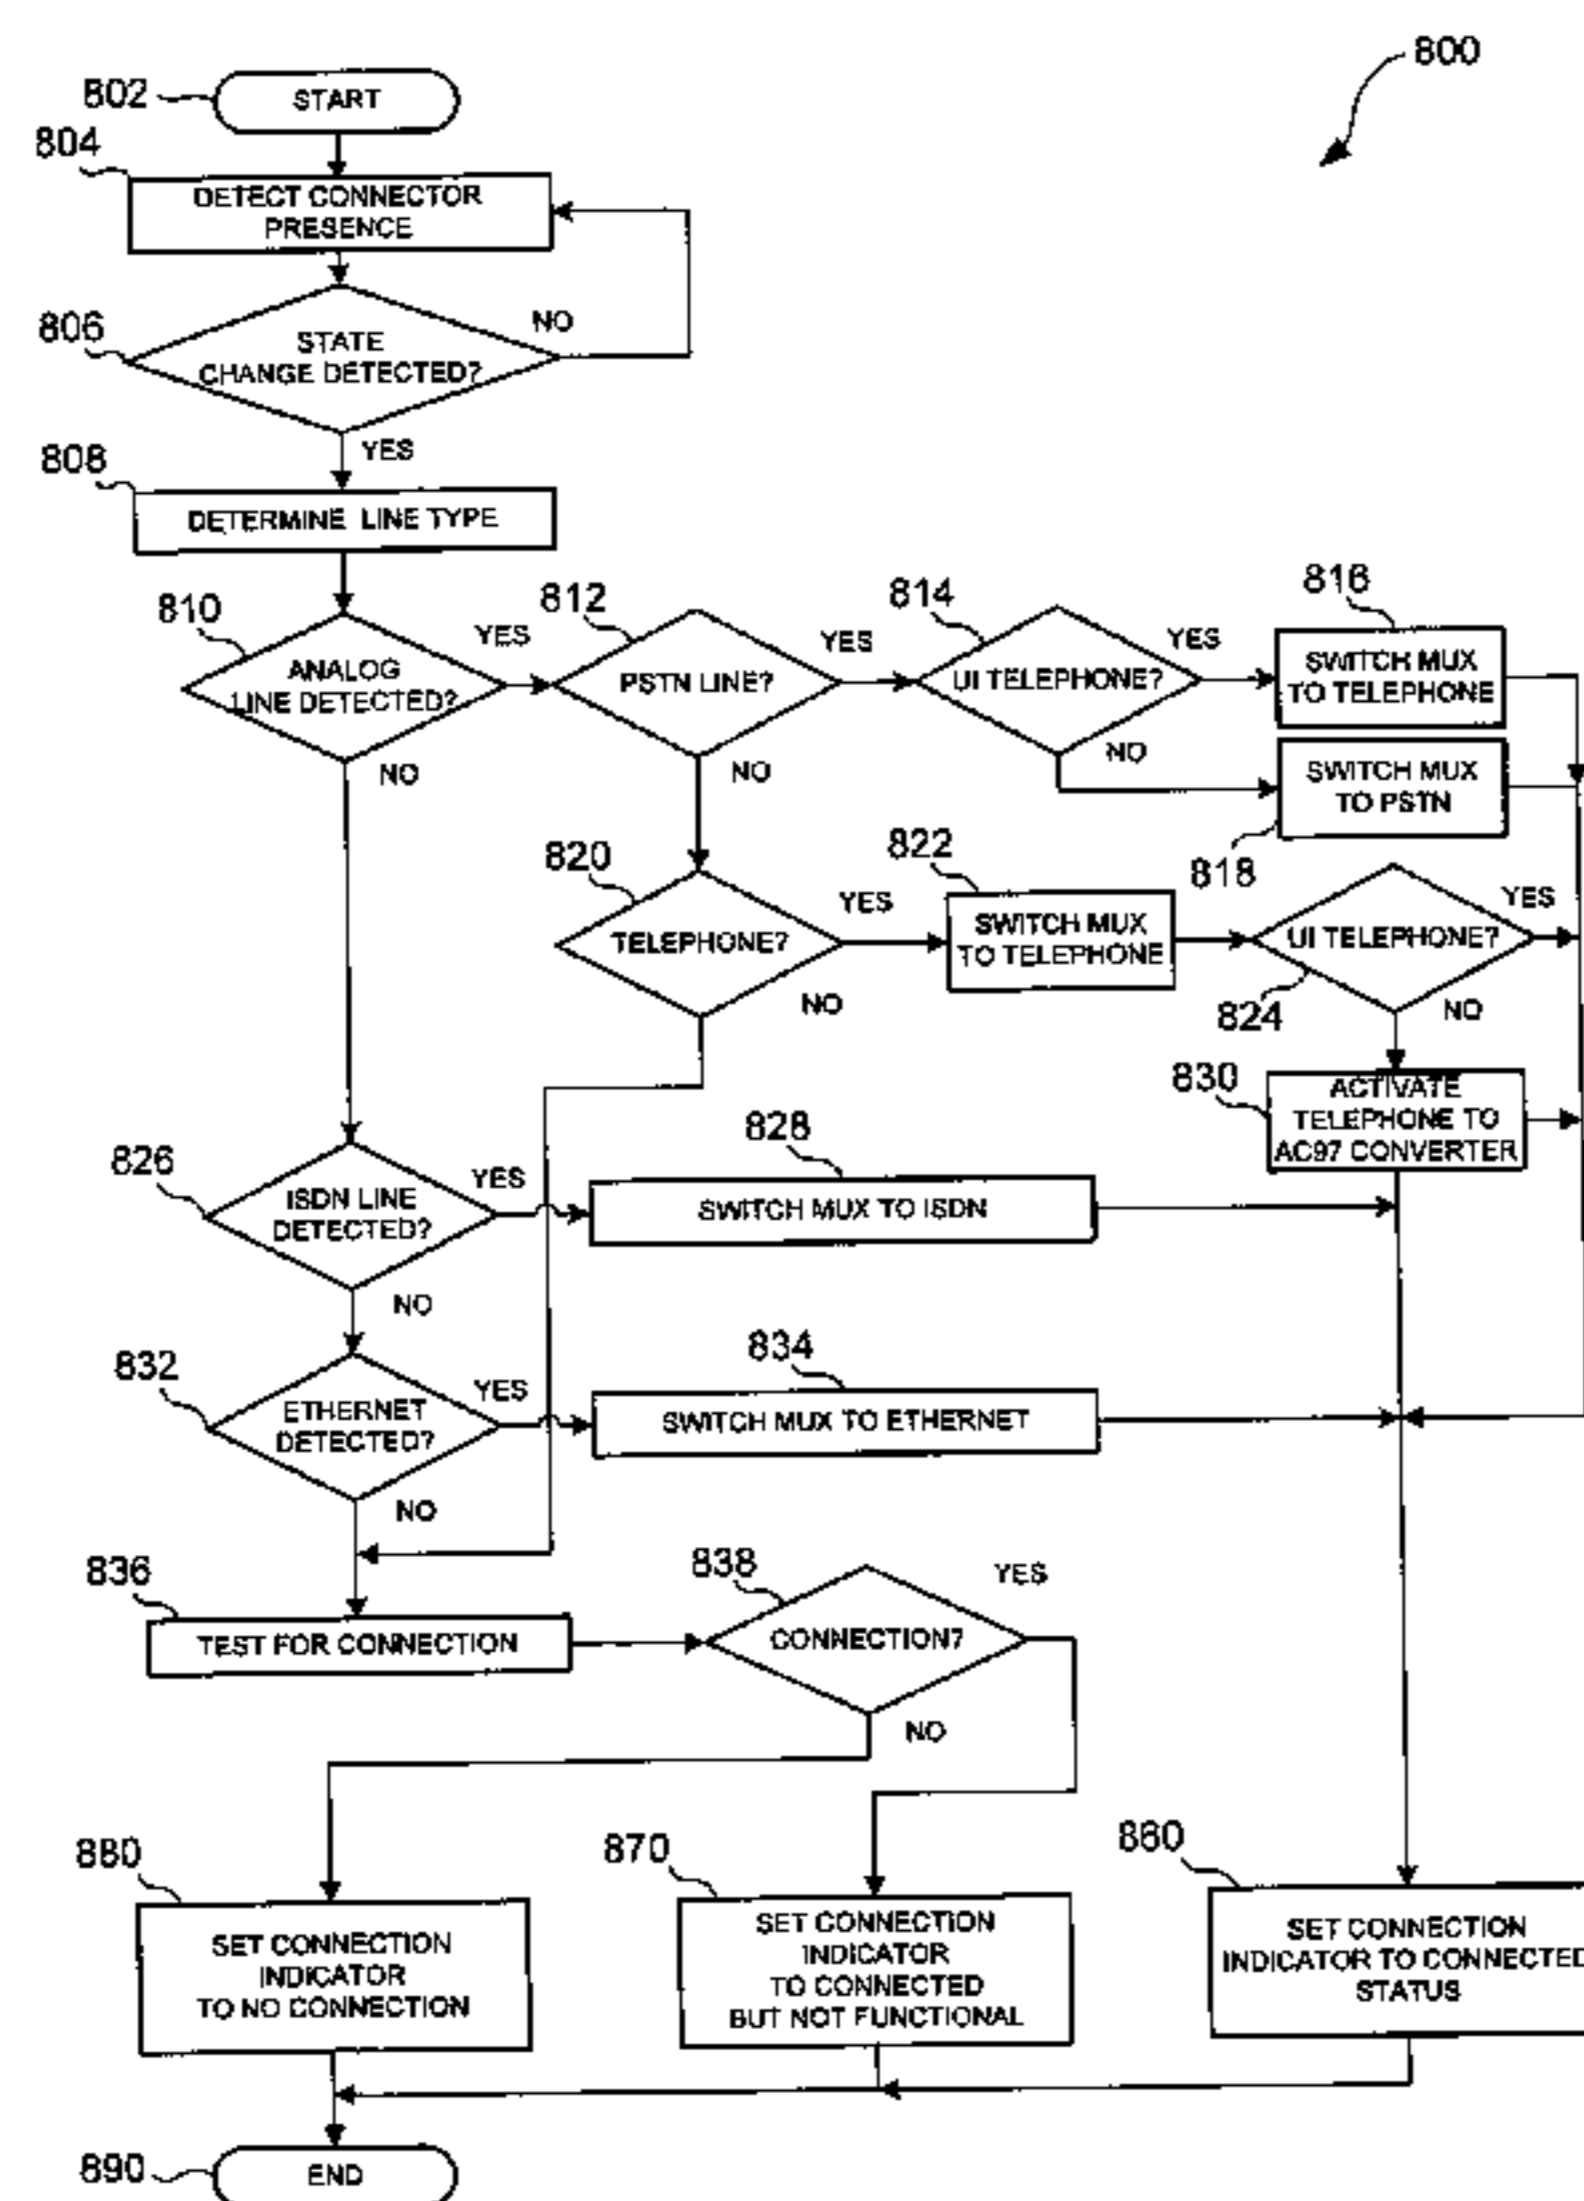 800
802
START
804
DETECT CONNECTOR
PRESENCE
806
STATE
CHANGE DETECTED?
NO
YES
808
DETERMINE LINE TYPE
810
ANALOG
LINE DETECTED?
YES
NO
812
PSTN LINE?
YES
NO
814
UI TELEPHONE?
YES
NO
816
SWITCH MUX
TO TELEPHONE
SWITCH MUX
TO PSTN
818
820
TELEPHONE?
YES
NO
822
SWITCH MUX
TO TELEPHONE
UI TELEPHONE?
824
YES
NO
830
ACTIVATE
TELEPHONE TO
AC97 CONVERTER
826
ISDN LINE
DETECTED?
YES
NO
828
SWITCH MUX TO ISDN
832
ETHERNET
DETECTED?
YES
NO
834
SWITCH MUX TO ETHERNET
836
TEST FOR CONNECTION
838
CONNECTION?
YES
NO
880
SET CONNECTION
INDICATOR
TO NO CONNECTION
870
SET CONNECTION
INDICATOR
TO CONNECTED
BUT NOT FUNCTIONAL
860
SET CONNECTION
INDICATOR TO CONNECTED
STATUS
890
END